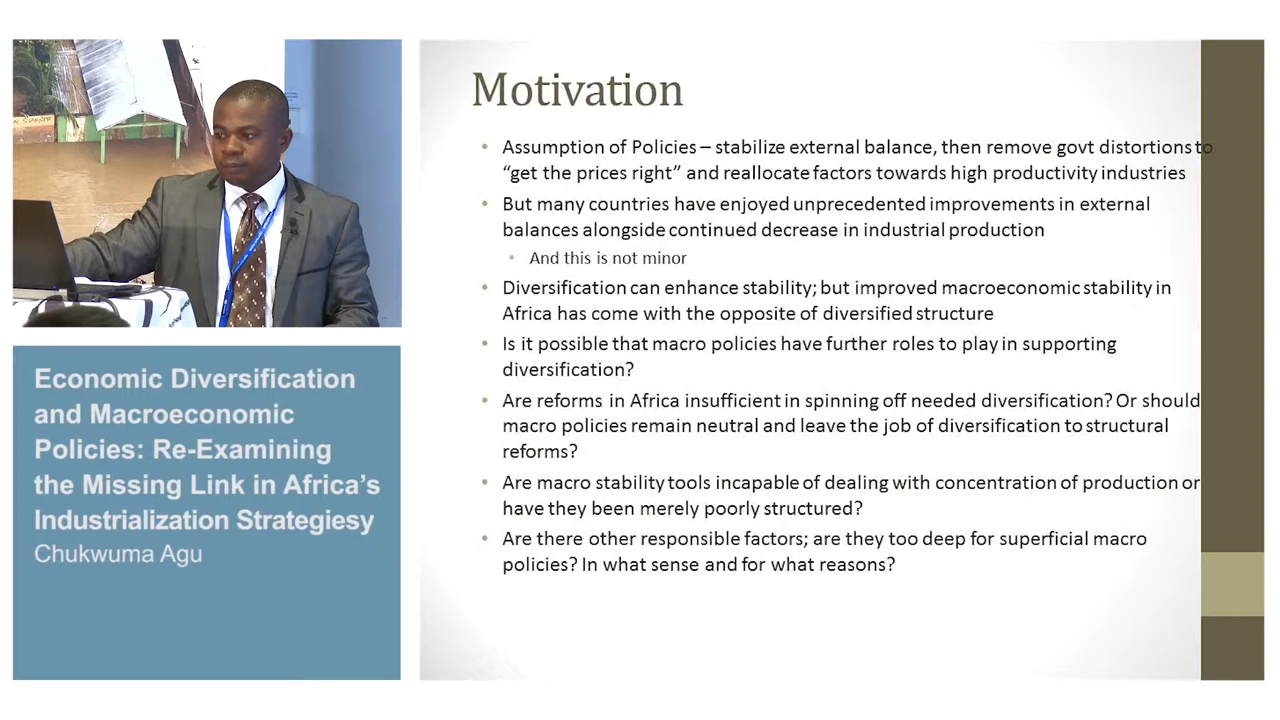 Motivation
• Assumption of Policies – stabilize external balance, then remove govt distortions to
“get the prices right” and reallocate factors towards high productivity industries
• But many countries have enjoyed unprecedented improvements in external
balances alongside continued decrease in industrial production
• And this is not minor
• Diversification can enhance stability; but improved macroeconomic stability in
Africa has come with the opposite of diversified structure
• Is it possible that macro policies have further roles to play in supporting
diversification?
• Are reforms in Africa insufficient in spinning off needed diversification? Or should
macro policies remain neutral and leave the job of diversification to structural
reforms?
• Are macro stability tools incapable of dealing with concentration of production or
have they been merely poorly structured?
• Are there other responsible factors; are they too deep for superficial macro
policies? In what sense and for what reasons?
Economic Diversification
and Macroeconomic
Policies: Re-Examining
the Missing Link in Africa’s
Industrialization Strategiesy
Chukwuma Agu